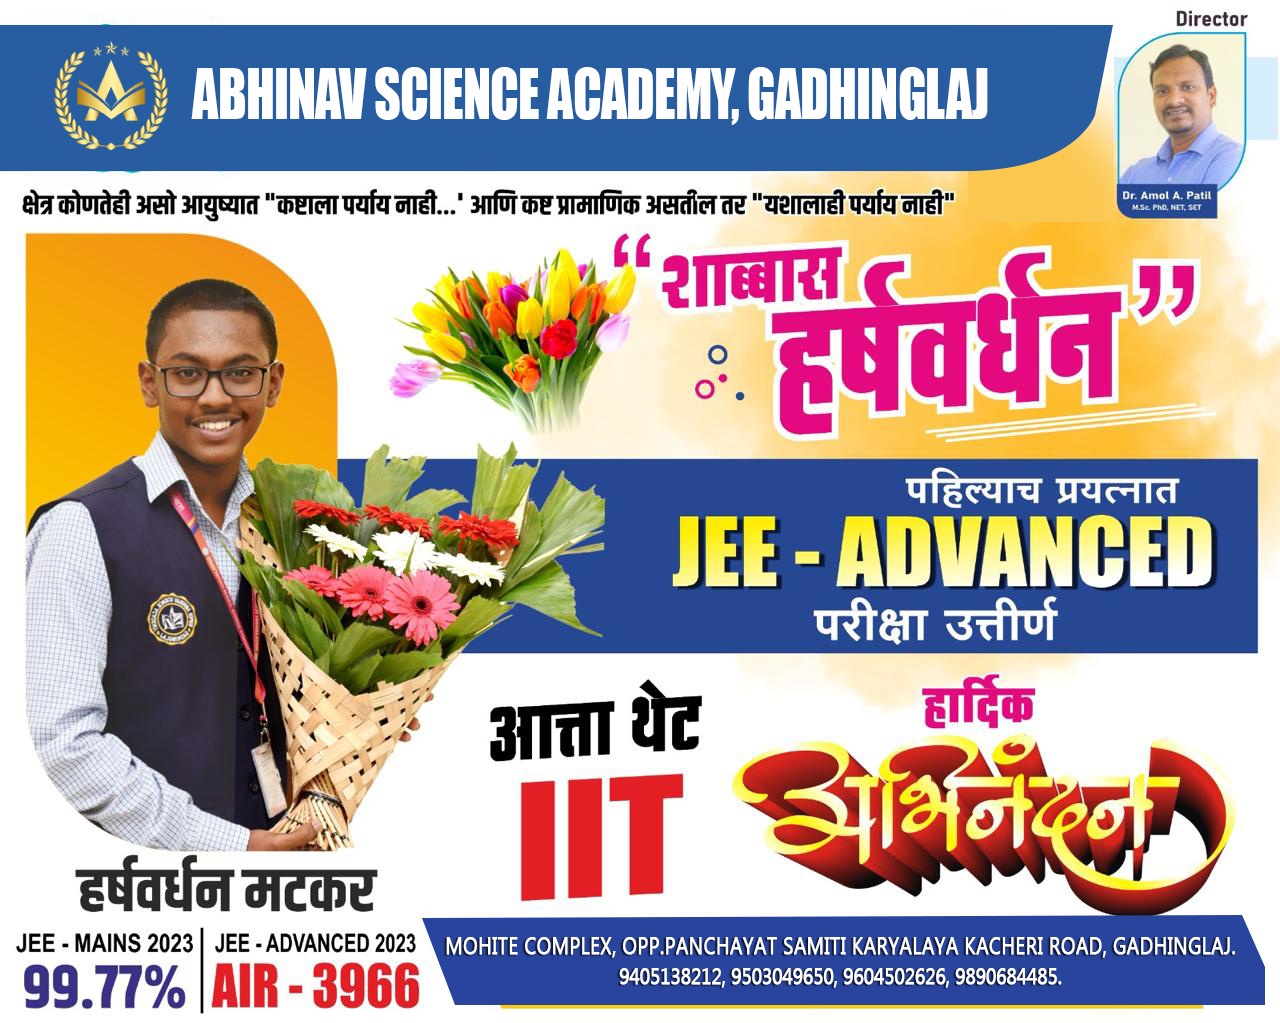 Director
ABHINAV SCIENCE ACADEMY, GADHINGLAJ
Dr. Amol A. Patil
M.Sc. PhD, NET, SET
क्षेत्र कोणतेही असो आयुष्यात "कष्टाला पर्याय नाही...' आणि कष्ट प्रामाणिक असतील तर "यशालाही पर्याय नाही"
“शाब्बास
हर्षवर्धन”
पहिल्याच प्रयत्नात
JEE - ADVANCED
परीक्षा उत्तीर्ण
आत्ता थेट
IIT
हार्दिक
अभिनंदन
हर्षवर्धन मटकर
JEE - MAINS 2023
99.77%
JEE - ADVANCED 2023
AIR - 3966
MOHITE COMPLEX, OPP.PANCHAYAT SAMITI KARYALAYA KACHERI ROAD, GADHINGLAJ.
9405138212, 9503049650, 9604502626, 9890684485.